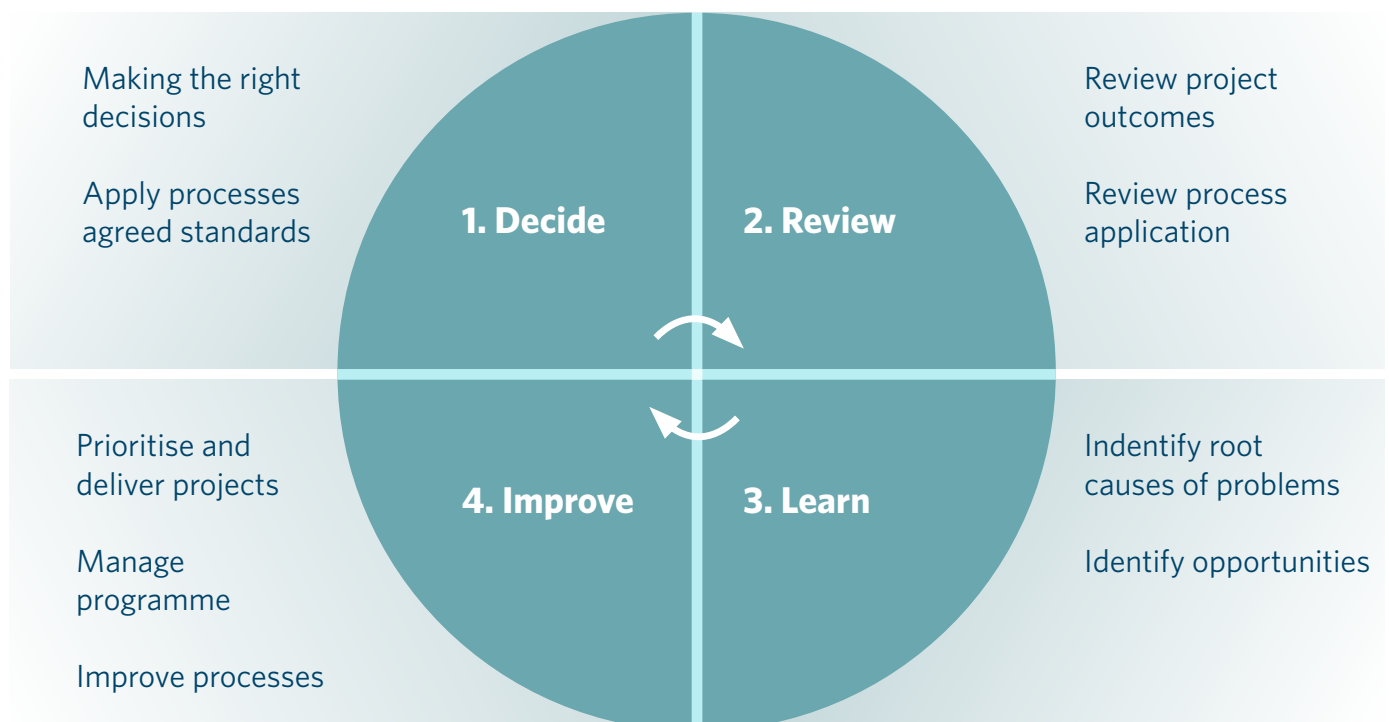 Making the right
decisions
Apply processes
agreed standards
1. Decide
2. Review
Review project
outcomes
Review process
application
Prioritise and
deliver projects
Manage
programme
Improve processes
4. Improve
3. Learn
Indentify root
causes of problems
Identify opportunities